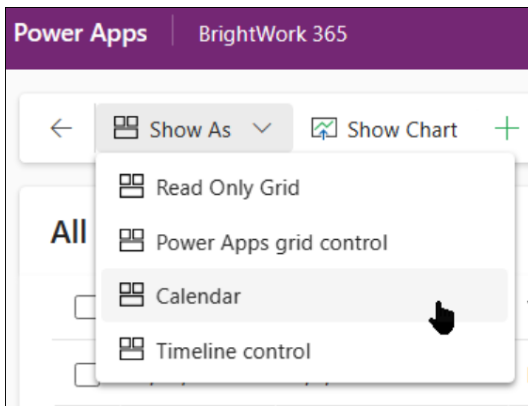 Power Apps BrightWork 365
Show As Show Chart
Read Only Grid
All
Power Apps grid control
Calendar
Timeline control